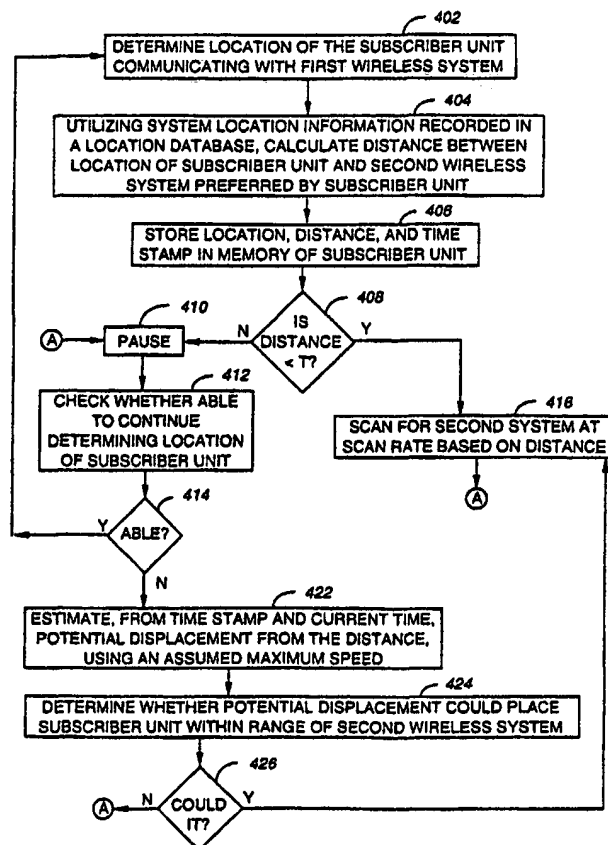 402
DETERMINE LOCATION OF THE SUBSCRIBER UNIT
COMMUNICATING WITH FIRST WIRELESS SYSTEM
404
UTILIZING SYSTEM LOCATION INFORMATION RECORDED IN
A LOCATION DATABASE, CALCULATE DISTANCE BETWEEN
LOCATION OF SUBSCRIBER UNIT AND SECOND WIRELESS
SYSTEM PREFERRED BY SUBSCRIBER UNIT
406
STORE LOCATION, DISTANCE, AND TIME
STAMP IN MEMORY OF SUBSCRIBER UNIT
408
IS
DISTANCE
< T?
N
Y
410
A
PAUSE
412
CHECK WHETHER ABLE
TO CONTINUE
DETERMINING LOCATION
OF SUBSCRIBER UNIT
416
SCAN FOR SECOND SYSTEM AT
SCAN RATE BASED ON DISTANCE
A
414
ABLE?
Y
N
422
ESTIMATE, FROM TIME STAMP AND CURRENT TIME,
POTENTIAL DISPLACEMENT FROM THE DISTANCE,
USING AN ASSUMED MAXIMUM SPEED
424
DETERMINE WHETHER POTENTIAL DISPLACEMENT COULD PLACE
SUBSCRIBER UNIT WITHIN RANGE OF SECOND WIRELESS SYSTEM
426
COULD
IT?
A
N
Y